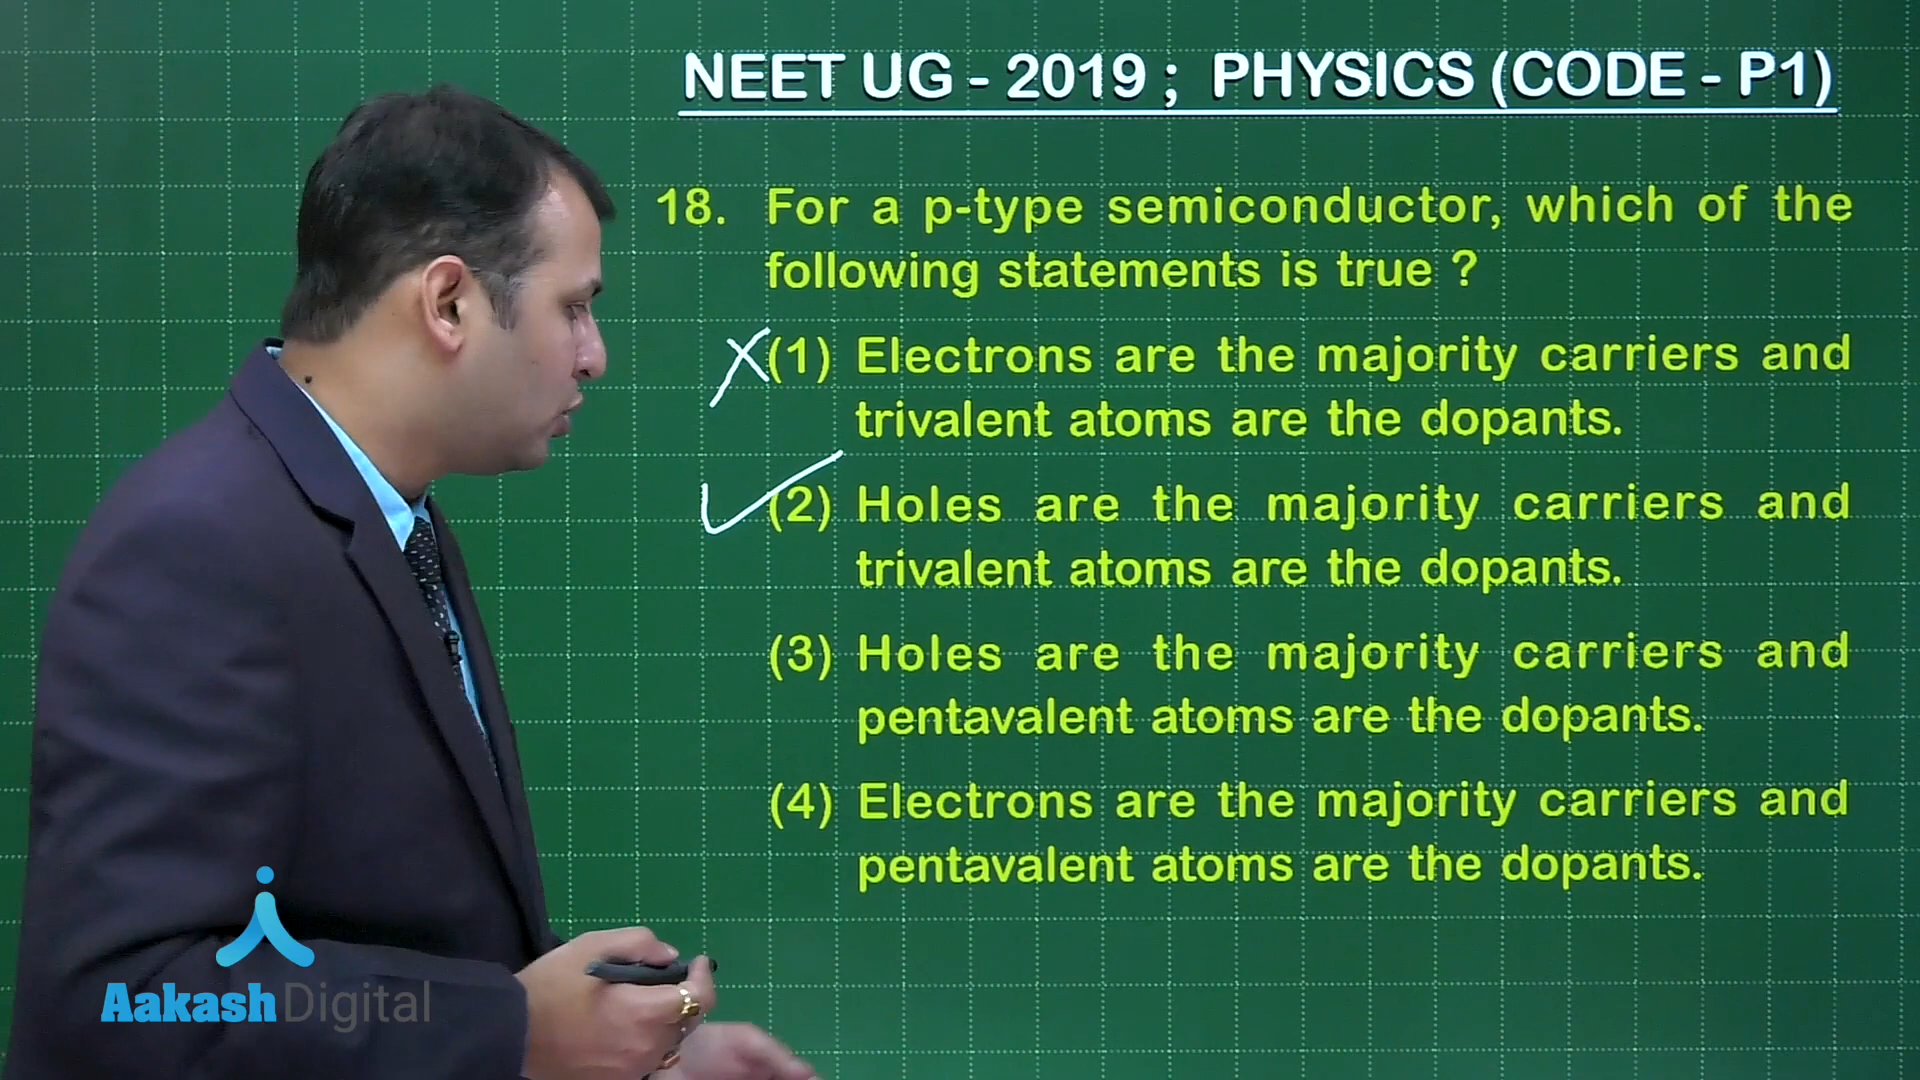 NEET UG - 2019 ; PHYSICS (CODE - P1)
18. For a p-type semiconductor, which of the
following statements is true ?
(1) Electrons are the majority carriers and
trivalent atoms are the dopants.
(2) Holes are the majority carriers and
trivalent atoms are the dopants.
(3) Holes are the majority carriers and
pentavalent atoms are the dopants.
(4) Electrons are the majority carriers and
pentavalent atoms are the dopants.
Aakash Digital